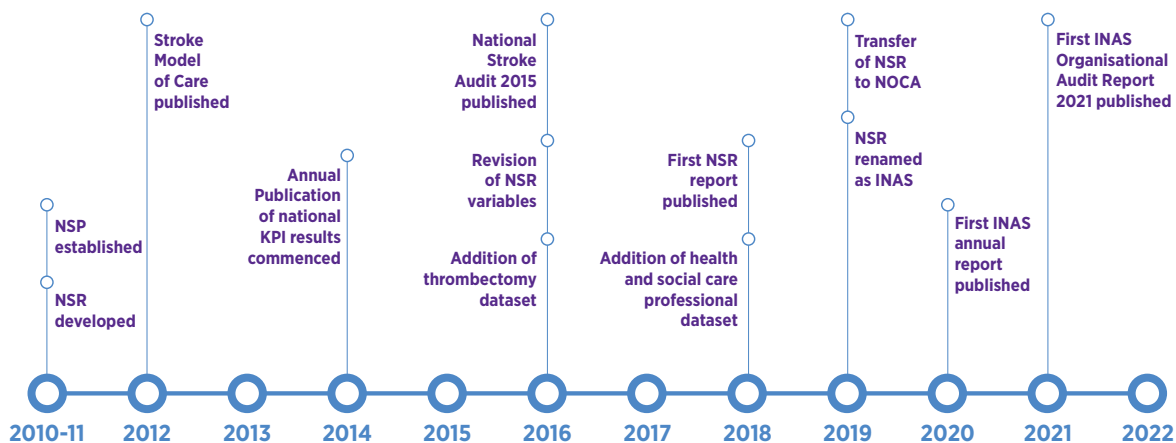 NSP
established
NSR
developed
Stroke
Model
of Care
published
Annual
Publication
of national
KPI results
commenced
National
Stroke
Audit 2015
published
Revision
of NSR
variables
Addition of
thrombectomy
dataset
First NSR
report
published
Addition of health
and social care
professional
dataset
Transfer
of NSR
to NOCA
NSR
renamed
as INAS
First INAS
annual
report
published
First INAS
Organisational
Audit Report
2021 published
2010-11
2012
2013
2014
2015
2016
2017
2018
2019
2020
2021
2022